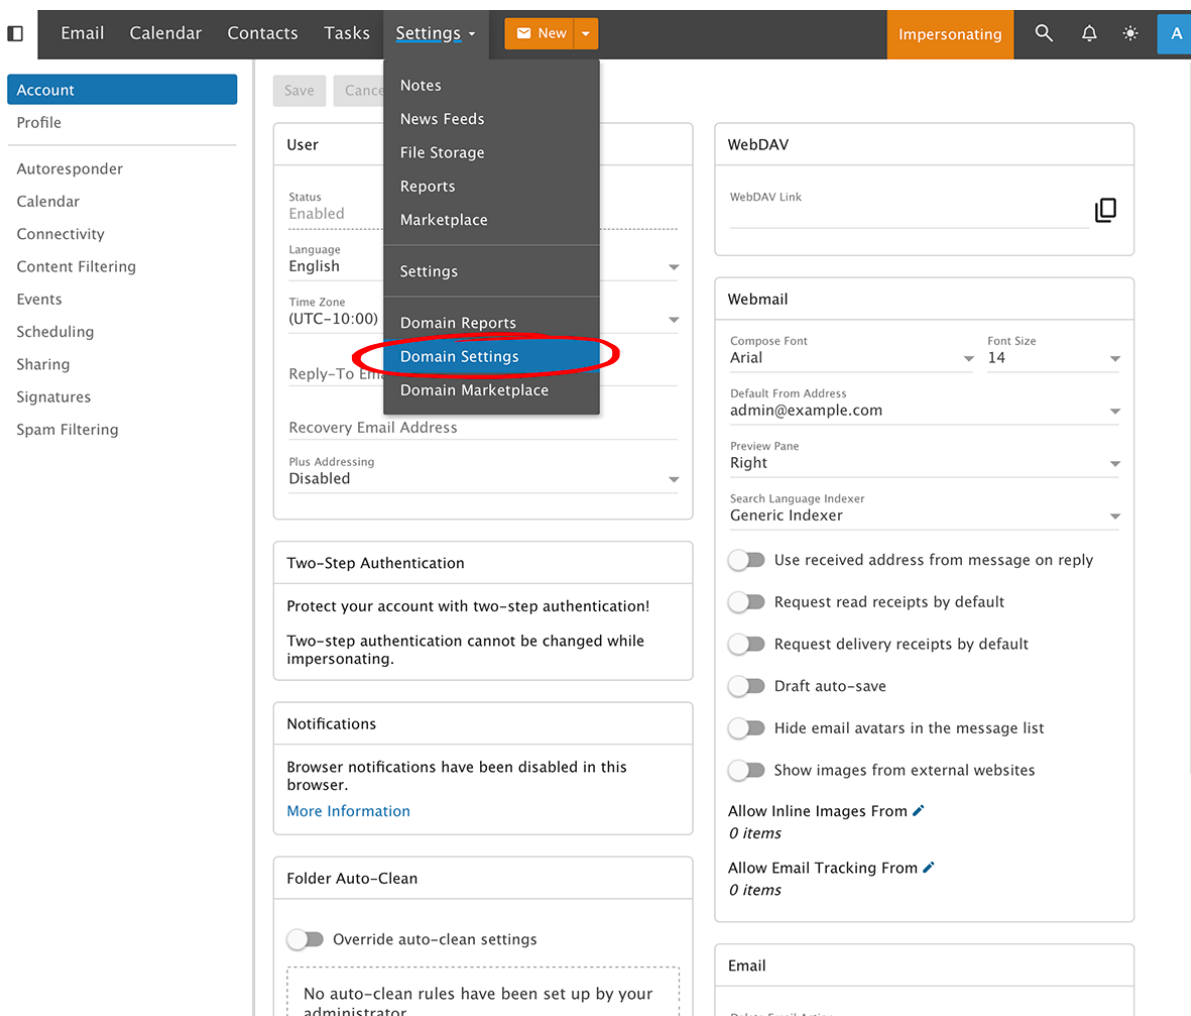 Email Calendar Contacts Tasks Settings New Impersonating A
Account
Profile
Autoresponder
Calendar
Connectivity
Content Filtering
Events
Scheduling
Sharing
Signatures
Spam Filtering
Notes
News Feeds
File Storage
Reports
Marketplace
Settings
Domain Reports
Domain Settings
Domain Marketplace
Save
User
Status
Enabled
Language
English
Time Zone
(UTC-10:00)
Reply-To
Recovery Email Address
Plus Addressing
Disabled
Two-Step Authentication
Protect your account with two-step authentication!
Two-step authentication cannot be changed while
impersonating.
Notifications
Browser notifications have been disabled in this
browser.
More Information
Folder Auto-Clean
Override auto-clean settings
No auto-clean rules have been set up by your
administrator
WebDAV
WebDAV Link
Webmail
Compose Font
Arial
Font Size
14
Default From Address
admin@example.com
Preview Pane
Right
Search Language Indexer
Generic Indexer
Use received address from message on reply
Request read receipts by default
Request delivery receipts by default
Draft auto-save
Hide email avatars in the message list
Show images from external websites
Allow Inline Images From
0 items
Allow Email Tracking From
0 items
Email